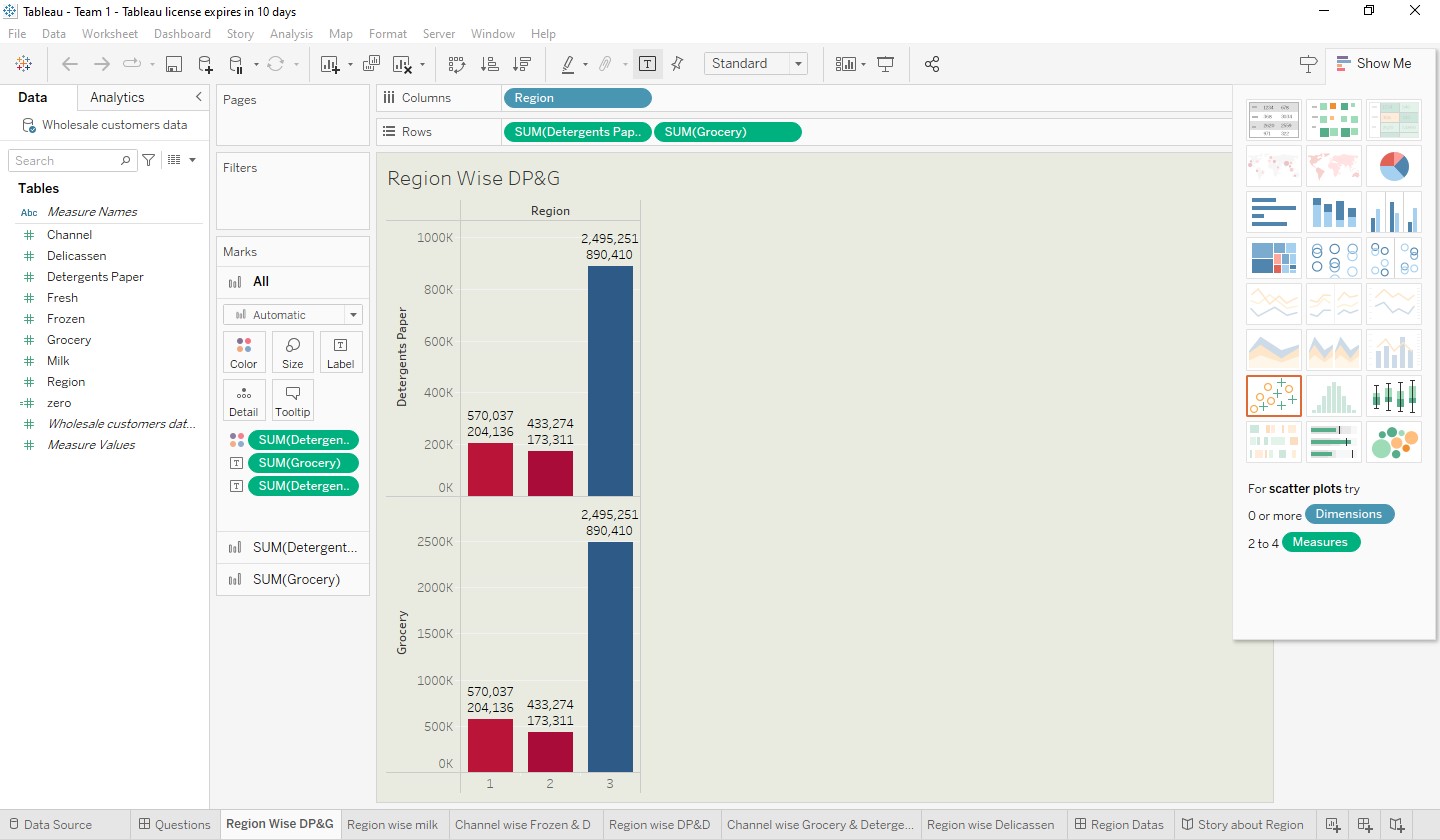 Tableau - Team 1 - Tableau license expires in 10 days
File Data Worksheet Dashboard Story Analysis Map Format Server Window Help
Standard
Show Me
Data Analytics
Wholesale customers data
Search
Tables
Abc Measure Names
Channel
Delicassen
Detergents Paper
Fresh
Frozen
Grocery
Milk
Region
zero
Wholesale customers dat...
Measure Values
Pages
Filters
Marks
All
Automatic
Color Size Label
Detail Tooltip
SUM(Detergen..
SUM(Grocery)
SUM(Detergen..
SUM(Detergent...
SUM(Grocery)
Columns Region
Rows SUM(Detergents Pap.. SUM(Grocery)
Region Wise DP&G
Region
Detergents Paper
1000K
800K
600K
400K
200K
0K
570,037
204,136
433,274
173,311
2,495,251
890,410
Grocery
2500K
2000K
1500K
1000K
500K
0K
570,037
204,136
433,274
173,311
2,495,251
890,410
1 2 3
For scatter plots try
0 or more Dimensions
2 to 4 Measures
Data Source Questions Region Wise DP&G Region wise milk Channel wise Frozen & D Region wise DP&D Channel wise Grocery & Deterge... Region wise Delicassen Region Datas Story about Region